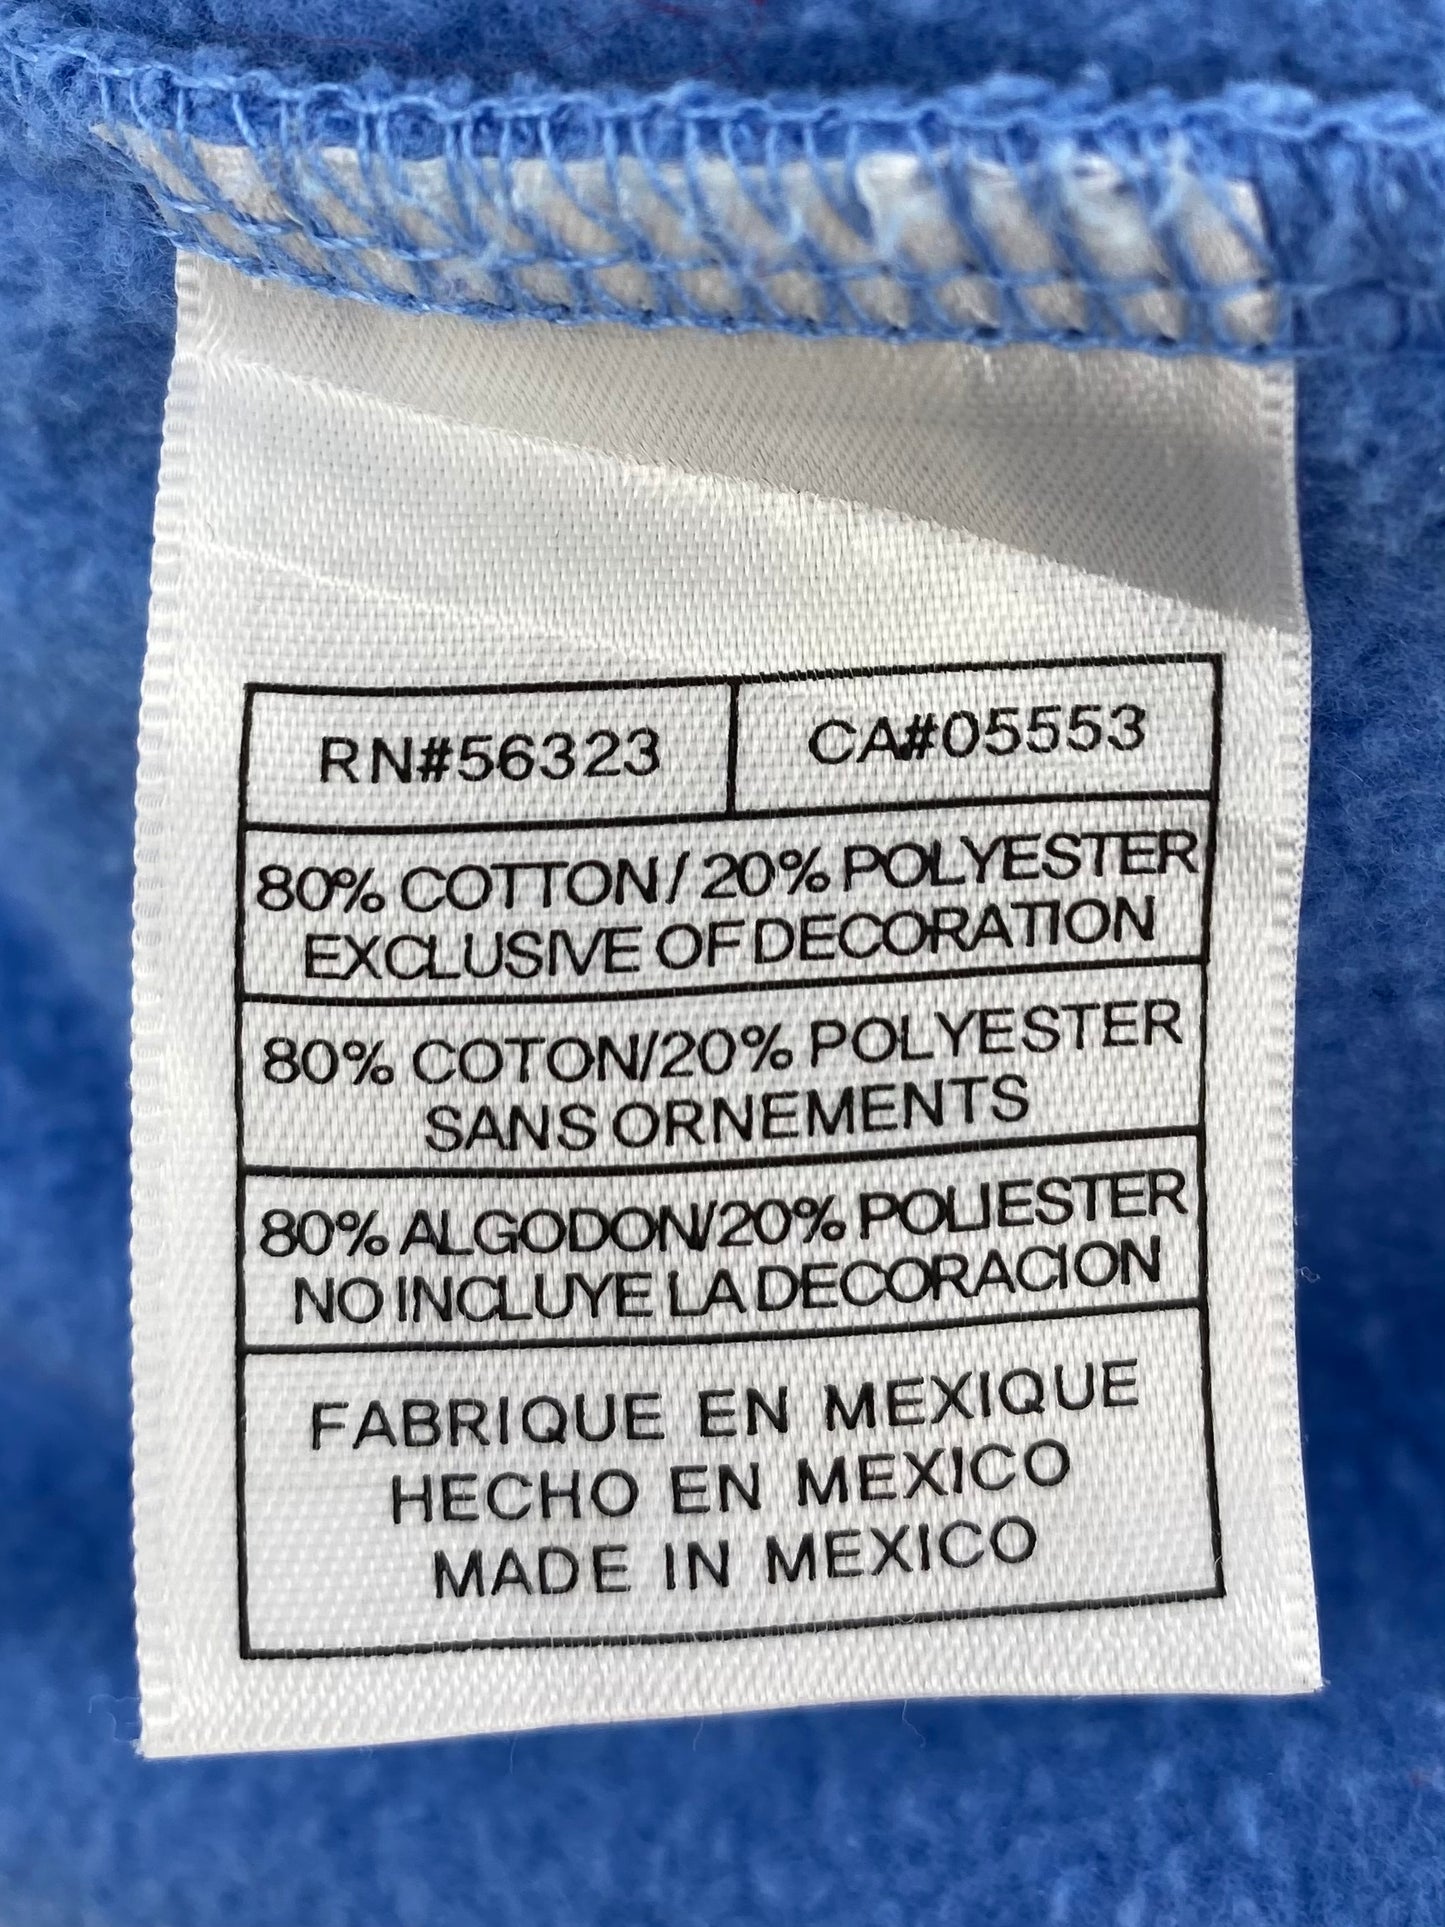 RN#56323 CA#05553
80% COTTON/ 20% POLYESTER
EXCLUSIVE OF DECORATION
80% COTON/20% POLYESTER
SANS ORNEMENTS
80% ALGODON/20% POLIESTER
NO INCLUYE LA DECORACION
FABRIQUE EN MEXIQUE
HECHO EN MEXICO
MADE IN MEXICO